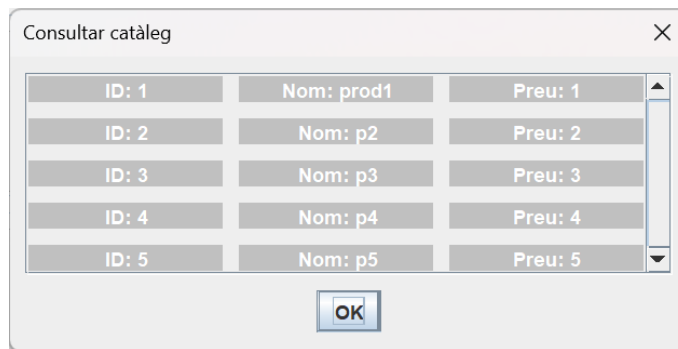 Consultar catàleg
ID: 1 Nom: prod1 Preu: 1
ID: 2 Nom: p2 Preu: 2
ID: 3 Nom: p3 Preu: 3
ID: 4 Nom: p4 Preu: 4
ID: 5 Nom: p5 Preu: 5
OK